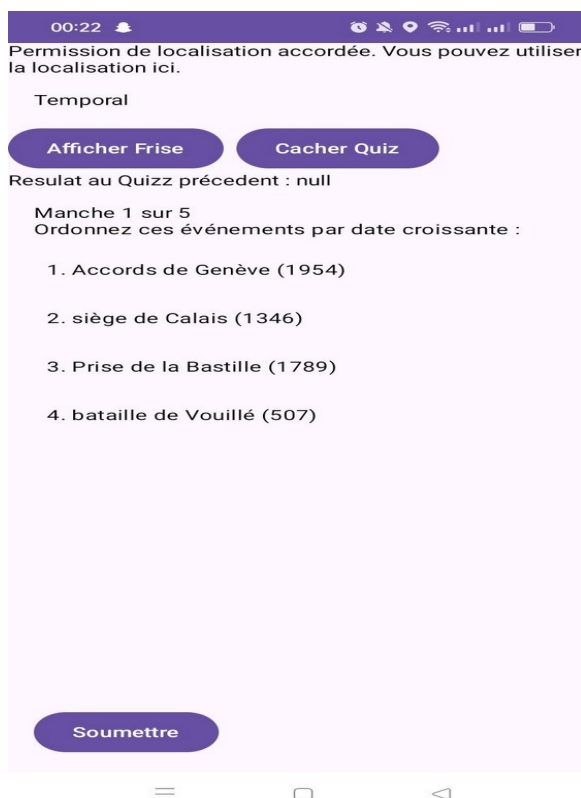 00:22
Permission de localisation accordée. Vous pouvez utiliser
la localisation ici.
Temporal
Afficher Frise Cacher Quiz
Resulat au Quizz précedent : null
Manche 1 sur 5
Ordonnez ces événements par date croissante :
1. Accords de Genève (1954)
2. siège de Calais (1346)
3. Prise de la Bastille (1789)
4. bataille de Vouillé (507)
Soumettre